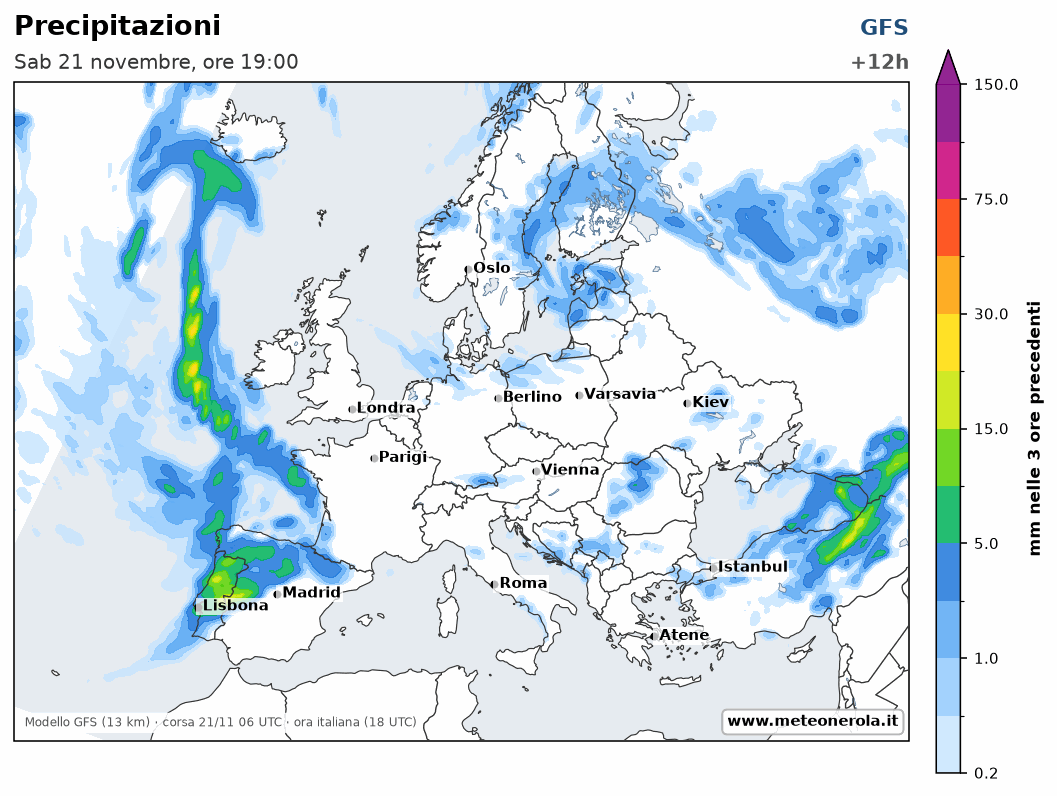 Precipitazioni
GFS
Sab 21 novembre, ore 19:00
+12h
150.0
75.0
30.0
15.0
5.0
1.0
0.2
mm nelle 3 ore precedenti
Oslo
Londra
Berlino
Varsavia
Kiev
Parigi
Vienna
Istanbul
Roma
Madrid
Lisbona
Atene
Modello GFS (13 km) · corsa 21/11 06 UTC · ora italiana (18 UTC)
www.meteonerola.it